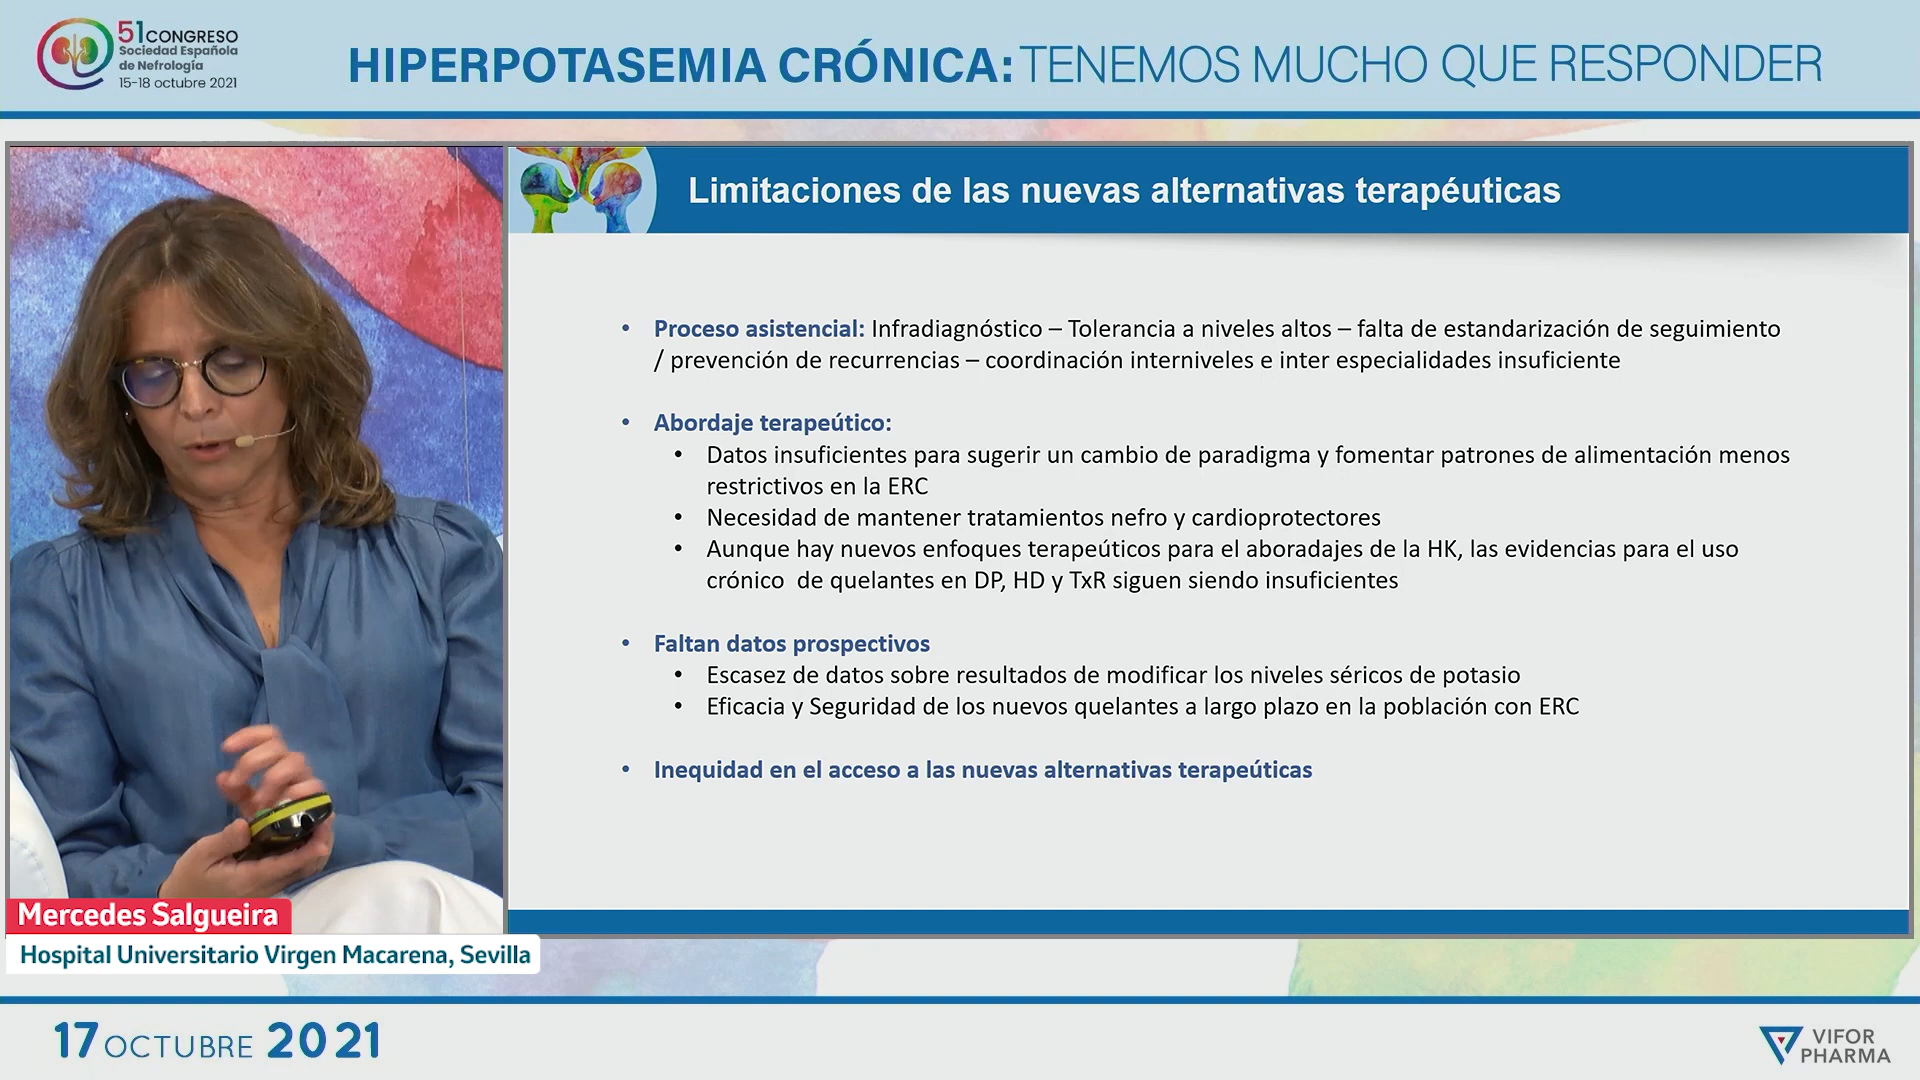 51 CONGRESO
Sociedad Española
de Nefrología
15-18 octubre 2021
HIPERPOTASEMIA CRÓNICA: TENEMOS MUCHO QUE RESPONDER
Limitaciones de las nuevas alternativas terapéuticas
• Proceso asistencial: Infradiagnóstico – Tolerancia a niveles altos – falta de estandarización de seguimiento
/ prevención de recurrencias – coordinación interniveles e inter especialidades insuficiente
• Abordaje terapeútico:
• Datos insuficientes para sugerir un cambio de paradigma y fomentar patrones de alimentación menos
restrictivos en la ERC
• Necesidad de mantener tratamientos nefro y cardioprotectores
• Aunque hay nuevos enfoques terapeúticos para el aboradajes de la HK, las evidencias para el uso
crónico de quelantes en DP, HD y TxR siguen siendo insuficientes
• Faltan datos prospectivos
• Escasez de datos sobre resultados de modificar los niveles séricos de potasio
• Eficacia y Seguridad de los nuevos quelantes a largo plazo en la población con ERC
• Inequidad en el acceso a las nuevas alternativas terapeúticas
Mercedes Salgueira
Hospital Universitario Virgen Macarena, Sevilla
17 OCTUBRE 2021
VIFOR
PHARMA